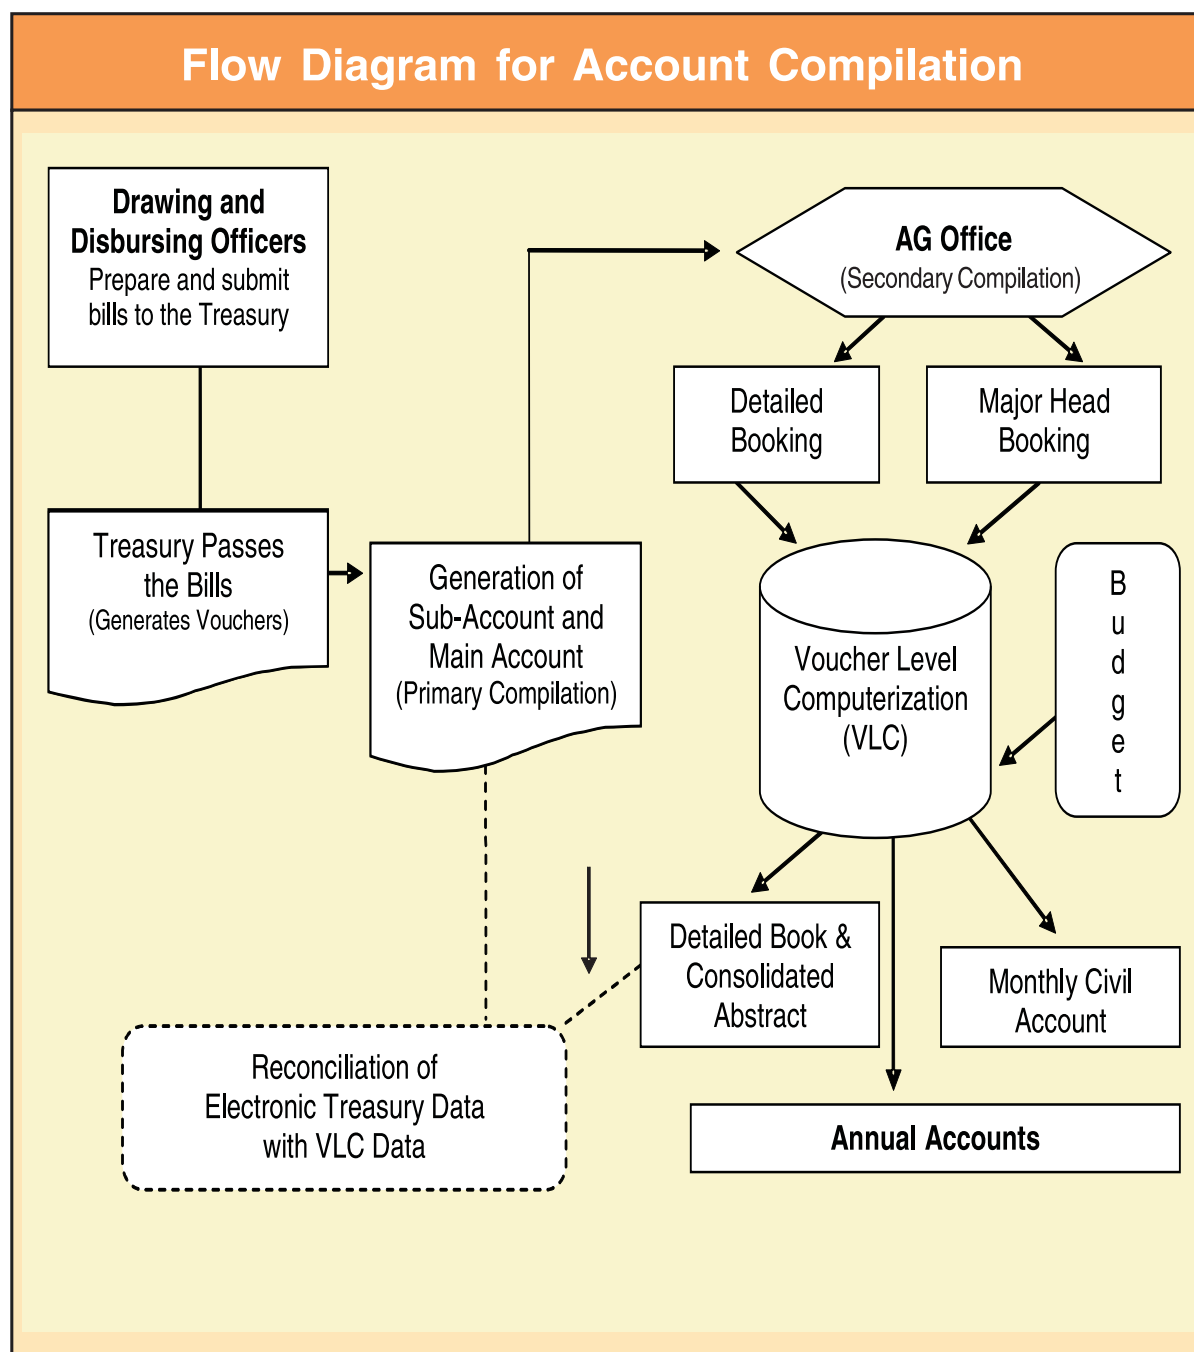 Flow Diagram for Account Compilation
Drawing and
Disbursing Officers
Prepare and submit
bills to the Treasury
AG Office
(Secondary Compilation)
Detailed
Booking
Major Head
Booking
Treasury Passes
the Bills
(Generates Vouchers)
Generation of
Sub-Account and
Main Account
(Primary Compilation)
Voucher Level
Computerization
(VLC)
B
u
d
g
e
t
Detailed Book &
Consolidated
Abstract
Monthly Civil
Account
Reconciliation of
Electronic Treasury Data
with VLC Data
Annual Accounts